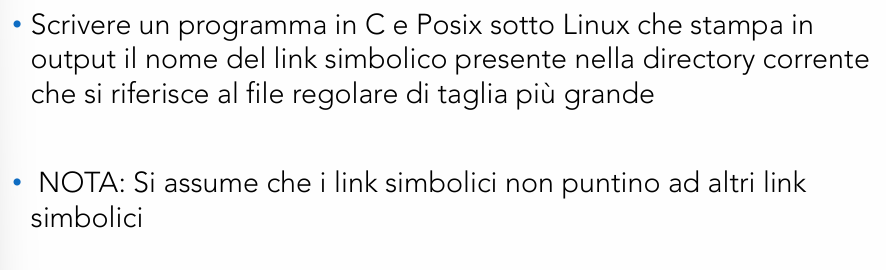 • Scrivere un programma in C e Posix sotto Linux che stampa in
output il nome del link simbolico presente nella directory corrente
che si riferisce al file regolare di taglia più grande
• NOTA: Si assume che i link simbolici non puntino ad altri link
simbolici